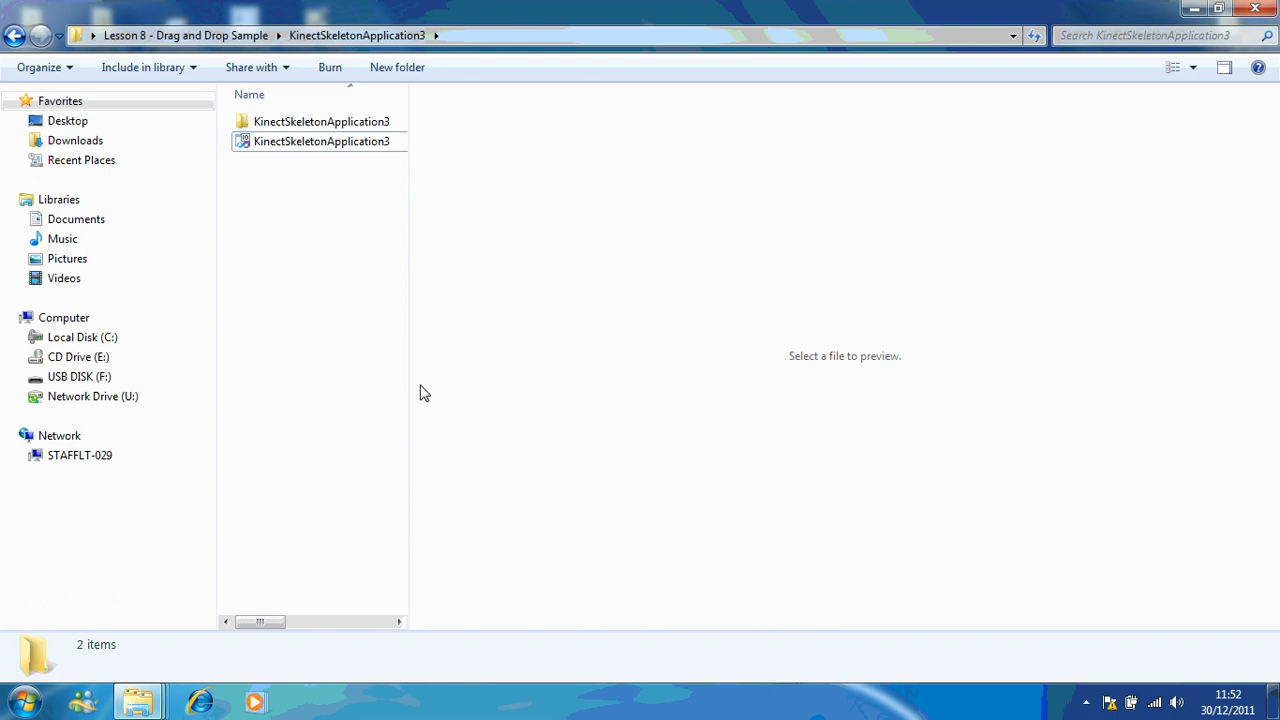 Lesson 8 - Drag and Drop Sample KinectSkeletonApplication3
Search KinectSkeletonApplication3
Organize Include in library Share with Burn New folder
Favorites
Desktop
Downloads
Recent Places
Libraries
Documents
Music
Pictures
Videos
Computer
Local Disk (C:)
CD Drive (E:)
USB DISK (F:)
Network Drive (U:)
Network
STAFFLT-029
Name
KinectSkeletonApplication3
KinectSkeletonApplication3
Select a file to preview.
2 items
11:52
30/12/2011